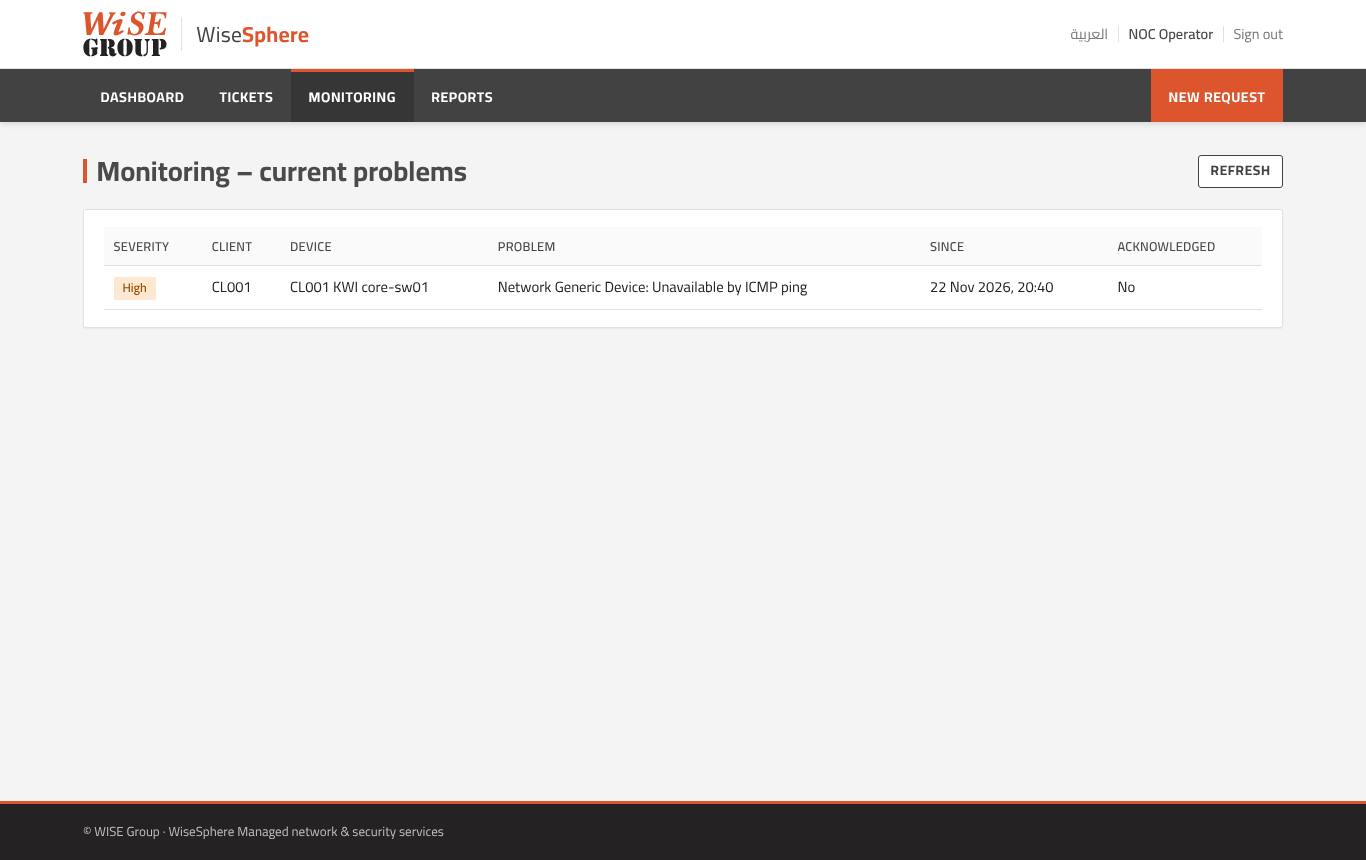 WiSE
GROUP
WiseSphere
العربية
NOC Operator
Sign out
DASHBOARD
TICKETS
MONITORING
REPORTS
NEW REQUEST
Monitoring – current problems
REFRESH
SEVERITY CLIENT DEVICE PROBLEM SINCE ACKNOWLEDGED
High CL001 CL001 KWI core-sw01 Network Generic Device: Unavailable by ICMP ping 22 Nov 2026, 20:40 No
© WISE Group · WiseSphere Managed network & security services